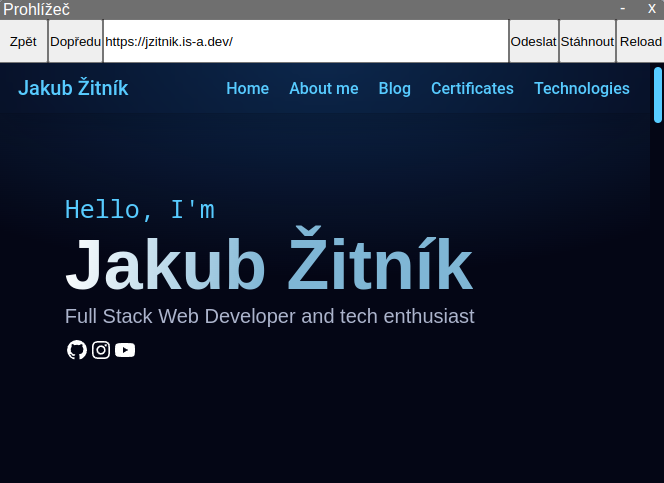 Prohlížeč - x
Zpět Dopředu https://jzitnik.is-a.dev/ Odeslat Stáhnout Reload
Jakub Žitník Home About me Blog Certificates Technologies
Hello, I'm
Jakub Žitník
Full Stack Web Developer and tech enthusiast